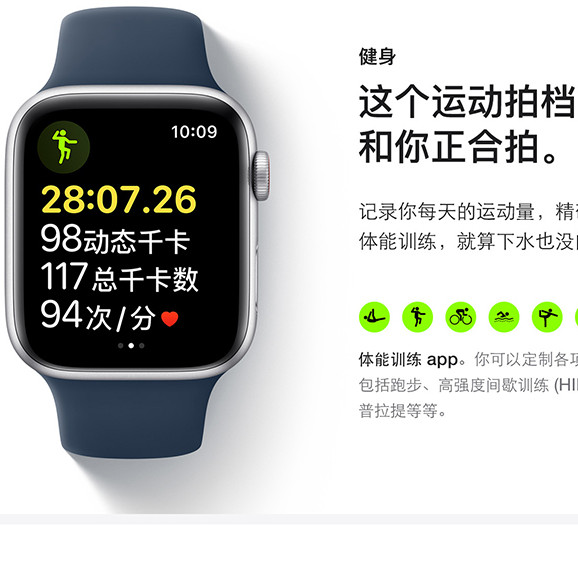 10:09
28:07.26
98动态千卡
117总千卡数
94次/分
健身
这个运动拍档
和你正合拍。
记录你每天的运动量，精
体能训练，就算下水也没
体能训练 app。你可以定制各
包括跑步、高强度间歇训练 (HI
普拉提等等。